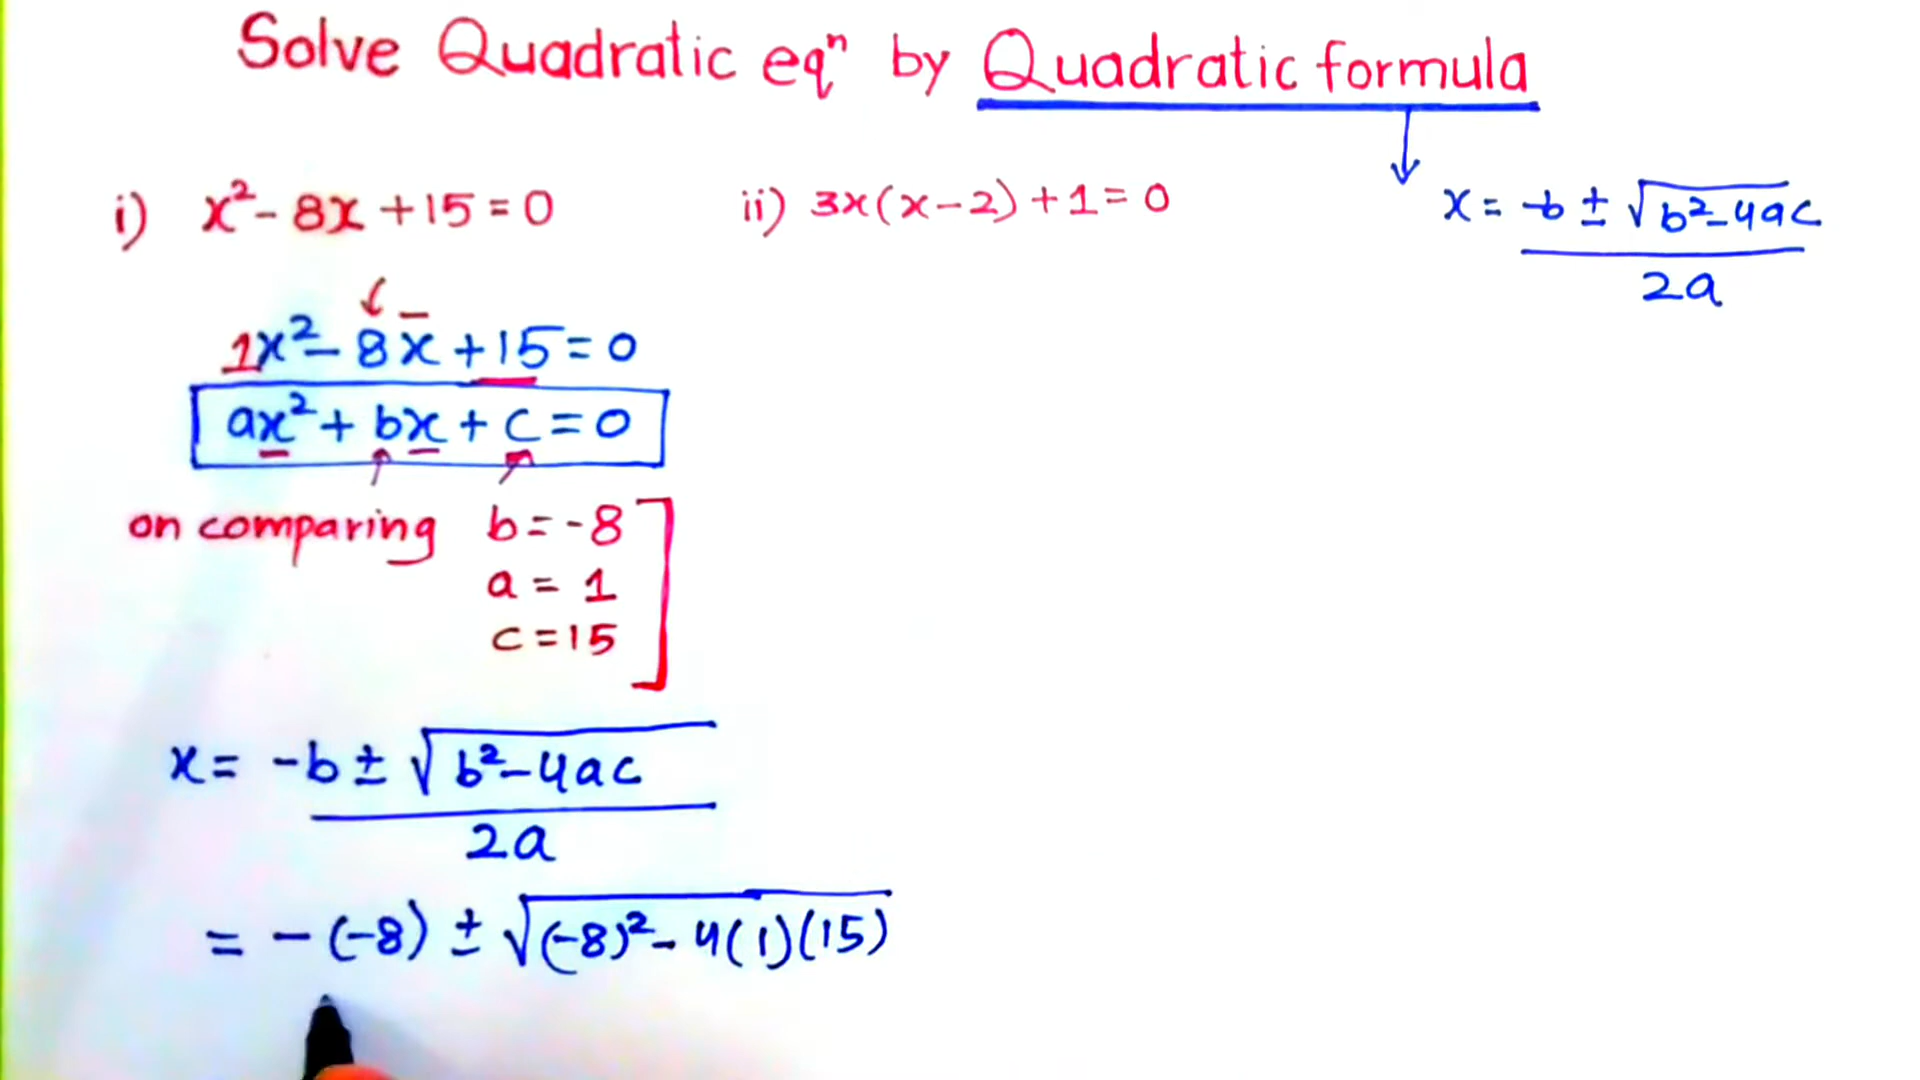 Solve Quadratic eqⁿ by Quadratic formula
i) x² - 8x + 15 = 0
ii) 3x(x - 2) + 1 = 0
x = -b ± √b² - 4ac
2a
1x² - 8x + 15 = 0
ax² + bx + c = 0
on comparing b = -8
a = 1
c = 15
x = -b ± √b² - 4ac
2a
= - (-8) ± √(-8)² - 4(1)(15)